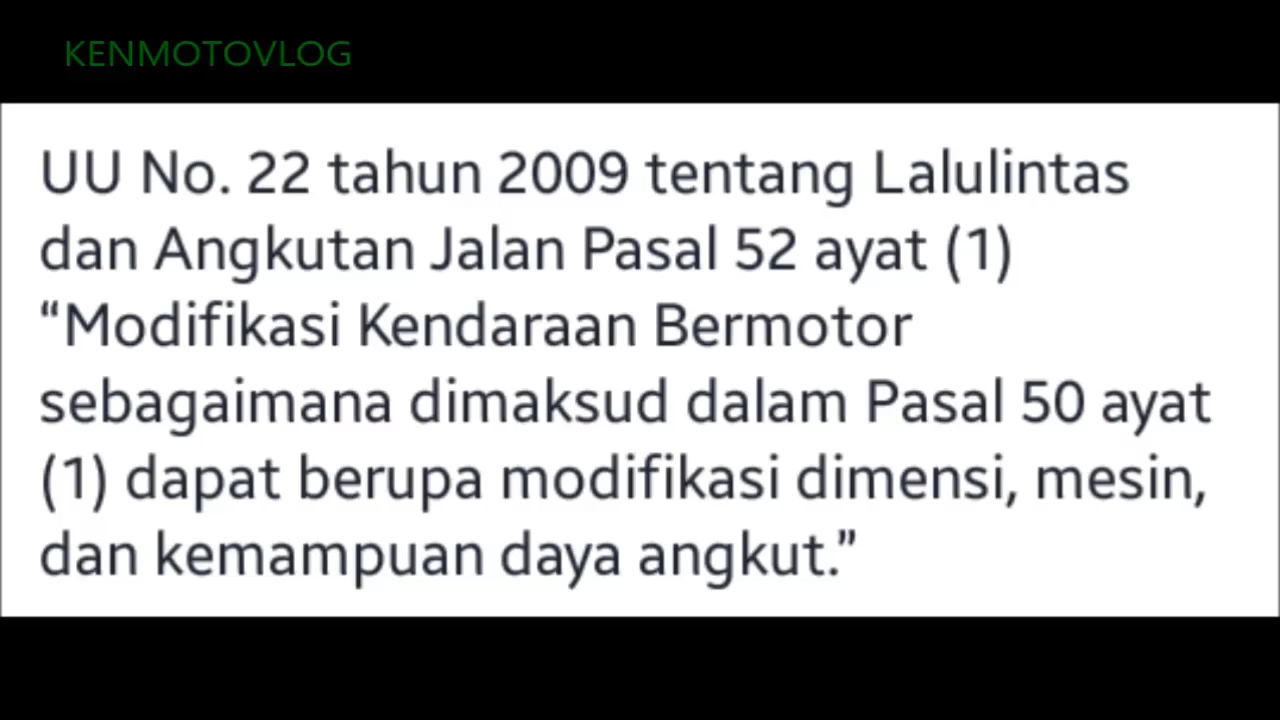 KENMOTOVLOG
UU No. 22 tahun 2009 tentang Lalulintas
dan Angkutan Jalan Pasal 52 ayat (1)
“Modifikasi Kendaraan Bermotor
sebagaimana dimaksud dalam Pasal 50 ayat
(1) dapat berupa modifikasi dimensi, mesin,
dan kemampuan daya angkut.”